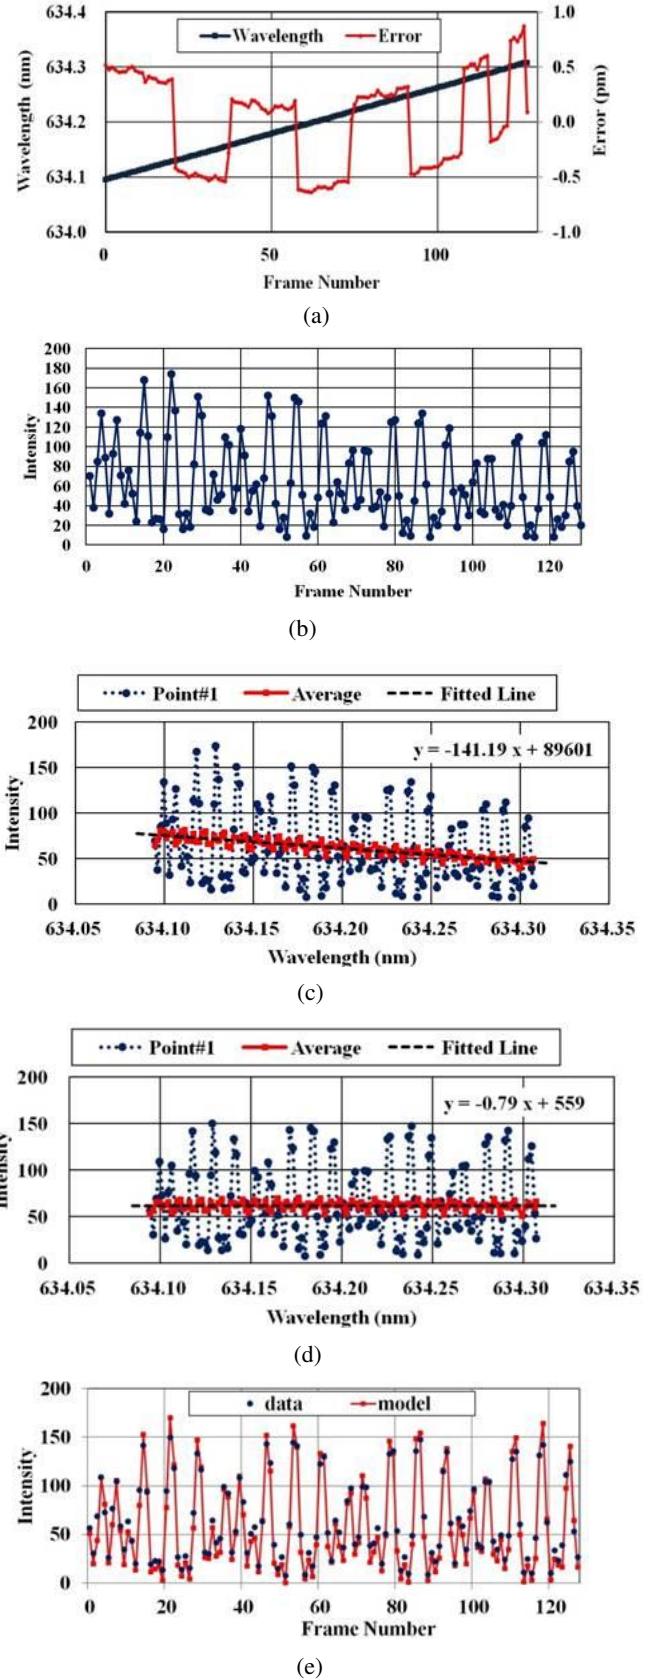 634.4 1.0
Wavelength Error
634.3 0.5
634.2 0.0
634.1 -0.5
634.0 -1.0
Wavelength (nm)
Error (pm)
0 50 100
Frame Number
(a)
200
180
160
140
120
100
80
60
40
20
0
Intensity
0 20 40 60 80 100 120
Frame Number
(b)
Point#1 Average Fitted Line
200
y = -141.19 x + 89601
150
100
50
0
Intensity
634.05 634.10 634.15 634.20 634.25 634.30 634.35
Wavelength (nm)
(c)
Point#1 Average Fitted Line
200
y = -0.79 x + 559
150
100
50
0
Intensity
634.05 634.10 634.15 634.20 634.25 634.30 634.35
Wavelength (nm)
(d)
200
data model
150
100
50
0
Intensity
0 20 40 60 80 100 120
Frame Number
(e)